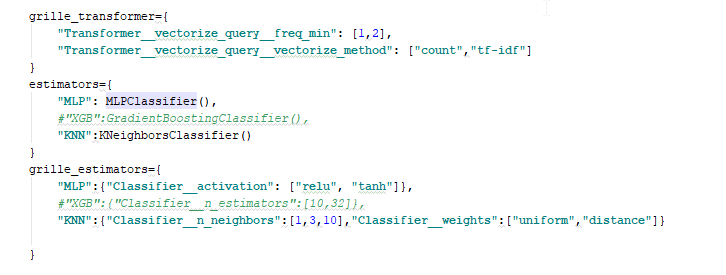 grille_transformer={
"Transformer__vectorize_query__freq_min": [1,2],
"Transformer__vectorize_query__vectorize_method": ["count","tf-idf"]
}
estimators={
"MLP": MLPClassifier(),
#"XGB":GradientBoostingClassifier(),
"KNN":KNeighborsClassifier()
}
grille_estimators={
"MLP":{"Classifier__activation": ["relu", "tanh"]},
#"XGB":{"Classifier__n_estimators":[10,32]},
"KNN":{"Classifier__n_neighbors":[1,3,10],"Classifier__weights":["uniform","distance"]}
}